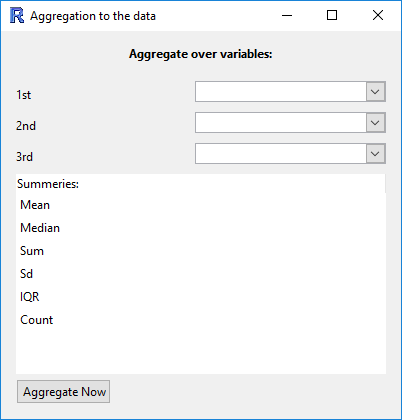 Aggregation to the data
Aggregate over variables:
1st
2nd
3rd
Summeries:
Mean
Median
Sum
Sd
IQR
Count
Aggregate Now